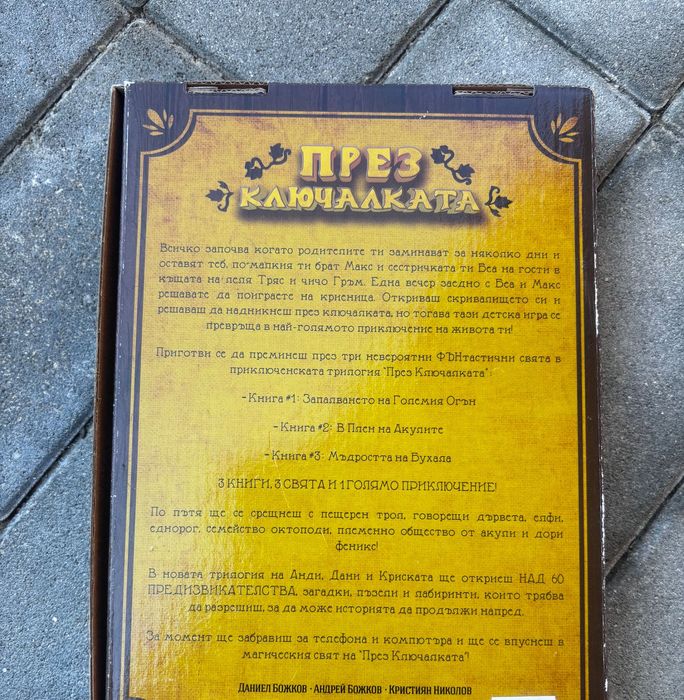 ПРЕЗ
КЛЮЧАЛКАТА
Всичко започва когато родителите ти заминават за няколко дни и
оставят теб, по-малкия ти брат Макс и сестричката ти Веа на гости в
къщата на леля Тряс и чичо Гръм. Една вечер заедно с Веа и Макс
решавате да поиграете на криеница. Откриваш скривалището си и
решаваш да надникнеш през ключалката, но тогава тази детска игра се
превръща в най-голямото приключение на живота ти!
Приготви се да преминеш през три невероятни ФЪНтастични свята в
приключенската трилогия "През Ключалката":
- Книга #1: Запалването на Големия Огън
- Книга #2: В Плен на Акулите
- Книга #3: Мъдростта на Бухала
3 КНИГИ, 3 СВЯТА И 1 ГОЛЯМО ПРИКЛЮЧЕНИЕ!
По пътя ще се срещнеш с пещерен трол, говорещи дървета, елфи,
еднорог, семейство октоподи, племенно общество от акули и дори
феникс!
В новата трилогия на Анди, Дани и Криската ще откриеш НАД 60
ПРЕДИЗВИКАТЕЛСТВА, загадки, пъзели и лабиринти, които трябва
да разрешиш, за да може историята да продължи напред.
За момент ще забравиш за телефона и компютъра и ще се впуснеш в
магическия свят на "През Ключалката"!
Даниел Божков · Андрей Божков · Кристиян Николов